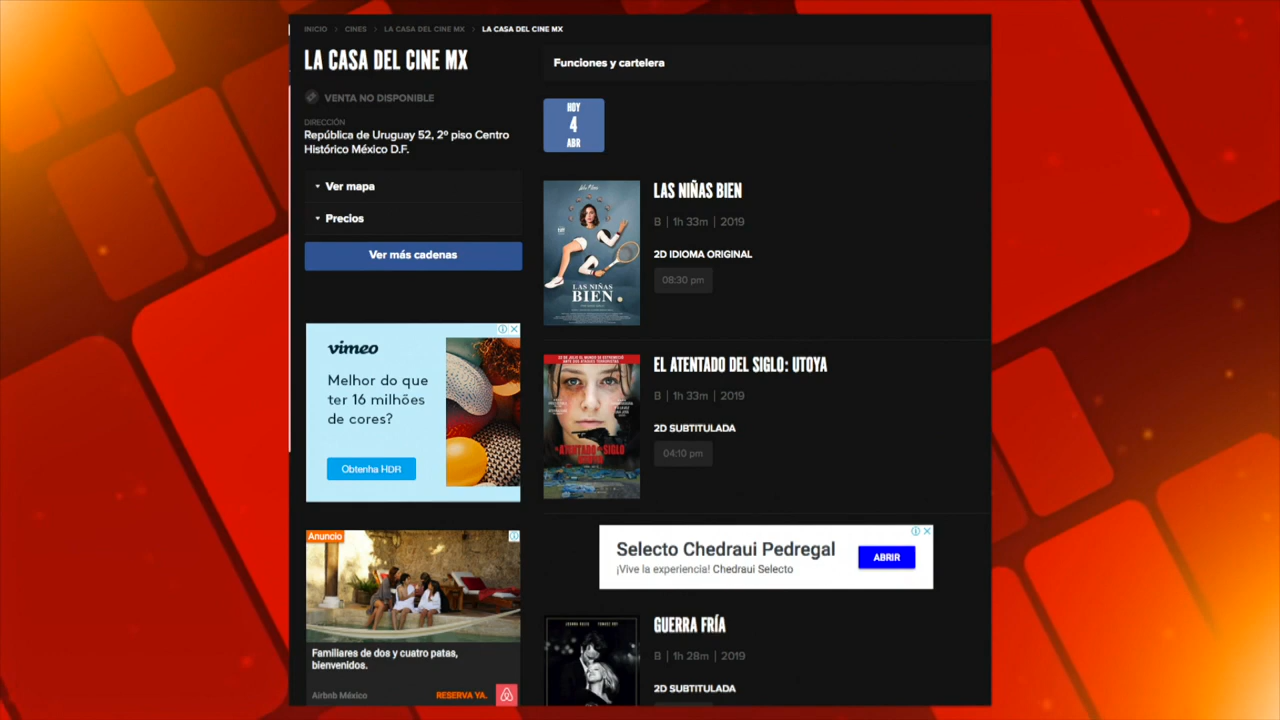 INICIO > CINES > LA CASA DEL CINE MX > LA CASA DEL CINE MX
LA CASA DEL CINE MX
VENTA NO DISPONIBLE
DIRECCIÓN
República de Uruguay 52, 2º piso Centro
Histórico México D.F.
Ver mapa
Precios
Ver más cadenas
vimeo
Melhor do que
ter 16 milhões
de cores?
Obtenha HDR
Anuncio
Familiares de dos y cuatro patas,
bienvenidos.
Airbnb México
RESERVA YA.
Funciones y cartelera
HOY
4
ABR
LAS NIÑAS BIEN
B | 1h 33m | 2019
2D IDIOMA ORIGINAL
08:30 pm
LAS NIÑAS
BIEN
EL ATENTADO DEL SIGLO: UTOYA
B | 1h 33m | 2019
2D SUBTITULADA
04:10 pm
Selecto Chedraui Pedregal
¡Vive la experiencia! Chedraui Selecto
ABRIR
GUERRA FRÍA
B | 1h 28m | 2019
2D SUBTITULADA